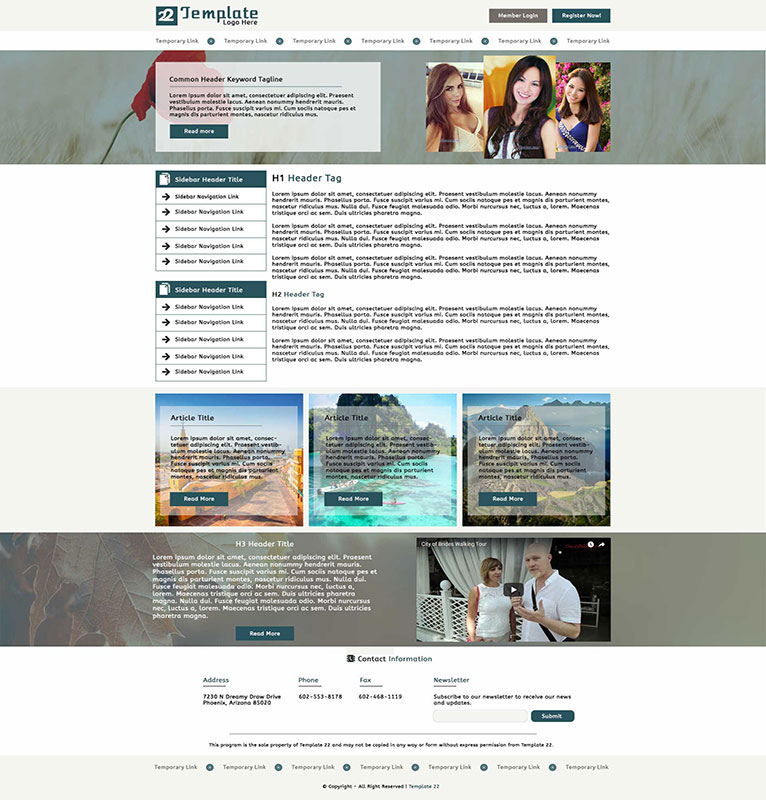 22 Template
Logo Here
Member Login
Register Now!
Temporary Link Temporary Link Temporary Link Temporary Link Temporary Link Temporary Link Temporary Link
Common Header Keyword Tagline
Lorem ipsum dolor sit amet, consectetuer adipiscing elit. Praesent
vestibulum molestie lacus. Aenean nonummy hendrerit mauris.
Phasellus porta. Fusce suscipit varius mi. Cum sociis natoque
pes et magnis dis parturient montes, nascetur ridiculus mus.
Read more
Sidebar Header Title
Sidebar Navigation Link
Sidebar Navigation Link
Sidebar Navigation Link
Sidebar Navigation Link
Sidebar Navigation Link
Sidebar Header Title
Sidebar Navigation Link
Sidebar Navigation Link
Sidebar Navigation Link
Sidebar Navigation Link
Sidebar Navigation Link
H1 Header Tag
Lorem ipsum dolor sit amet, consectetuer adipiscing elit. Praesent vestibulum molestie lacus. Aenean nonummy
hendrerit mauris. Phasellus porta. Fusce suscipit varius mi. Cum sociis natoque pes et magnis dis parturient montes,
nascetur ridiculus mus. Nulla dui. Fusce feugiat malesuada odio. Morbi nurcursus nec, luctus a, lorem. Maecenas
tristique orci ac sem. Duis ultricies pharetra magna.
Lorem ipsum dolor sit amet, consectetuer adipiscing elit. Praesent vestibulum molestie lacus. Aenean nonummy
hendrerit mauris. Phasellus porta. Fusce suscipit varius mi. Cum sociis natoque pes et magnis dis parturient montes,
nascetur ridiculus mus. Nulla dui. Fusce feugiat malesuada odio. Morbi nurcursus nec, luctus a, lorem. Maecenas
tristique orci ac sem. Duis ultricies pharetra magna.
Lorem ipsum dolor sit amet, consectetuer adipiscing elit. Praesent vestibulum molestie lacus. Aenean nonummy
hendrerit mauris. Phasellus porta. Fusce suscipit varius mi. Cum sociis natoque pes et magnis dis parturient montes,
nascetur ridiculus mus. Nulla dui. Fusce feugiat malesuada odio. Morbi nurcursus nec, luctus a, lorem. Maecenas
tristique orci ac sem. Duis ultricies pharetra magna.
H2 Header Tag
Lorem ipsum dolor sit amet, consectetuer adipiscing elit. Praesent vestibulum molestie lacus. Aenean nonummy
hendrerit mauris. Phasellus porta. Fusce suscipit varius mi. Cum sociis natoque pes et magnis dis parturient montes,
nascetur ridiculus mus. Nulla dui. Fusce feugiat malesuada odio. Morbi nurcursus nec, luctus a, lorem. Maecenas
tristique orci ac sem. Duis ultricies pharetra magna.
Lorem ipsum dolor sit amet, consectetuer adipiscing elit. Praesent vestibulum molestie lacus. Aenean nonummy
hendrerit mauris. Phasellus porta. Fusce suscipit varius mi. Cum sociis natoque pes et magnis dis parturient montes,
nascetur ridiculus mus. Nulla dui. Fusce feugiat malesuada odio. Morbi nurcursus nec, luctus a, lorem. Maecenas
tristique orci ac sem. Duis ultricies pharetra magna.
Article Title
Lorem ipsum dolor sit amet, consec-
tetuer adipiscing elit. Praesent vestib-
ulum molestie lacus. Aenean nonummy
hendrerit mauris. Phasellus porta.
Fusce suscipit varius mi. Cum sociis
natoque pes et magnis dis parturient
montes, nascetur ridiculus mus.
Read More
Article Title
Lorem ipsum dolor sit amet, consec-
tetuer adipiscing elit. Praesent vestib-
ulum molestie lacus. Aenean nonummy
hendrerit mauris. Phasellus porta.
Fusce suscipit varius mi. Cum sociis
natoque pes et magnis dis parturient
montes, nascetur ridiculus mus.
Read More
Article Title
Lorem ipsum dolor sit amet, consec-
tetuer adipiscing elit. Praesent vestib-
ulum molestie lacus. Aenean nonummy
hendrerit mauris. Phasellus porta.
Fusce suscipit varius mi. Cum sociis
natoque pes et magnis dis parturient
montes, nascetur ridiculus mus.
Read More
H3 Header Title
Lorem ipsum dolor sit amet, consectetuer adipiscing elit.
Praesent vestibulum molestie lacus. Aenean nonummy
hendrerit mauris. Phasellus porta. Fusce suscipit varius
mi. Cum sociis natoque pes et
magnis dis parturient montes, nascetur ridiculus mus. Nulla dui.
Fusce feugiat malesuada odio. Morbi nurcursus
nec, luctus a, lorem. Maecenas tristique orci ac sem. Duis ultricies
pharetra magna.
Read More
City of Brides Walking Tour
Contact Information
Address
7230 N Dreamy Draw Drive
Phoenix, Arizona 85020
Phone
602-553-8178
Fax
602-468-1119
Newsletter
Subscribe to our newsletter to receive our news
and updates.
Submit
This program is the sole property of Template 22 and may not be copied in any way or form without express permission from Template 22.
Temporary Link Temporary Link Temporary Link Temporary Link Temporary Link Temporary Link Temporary Link
© Copyright - All Right Reserved | Template 22